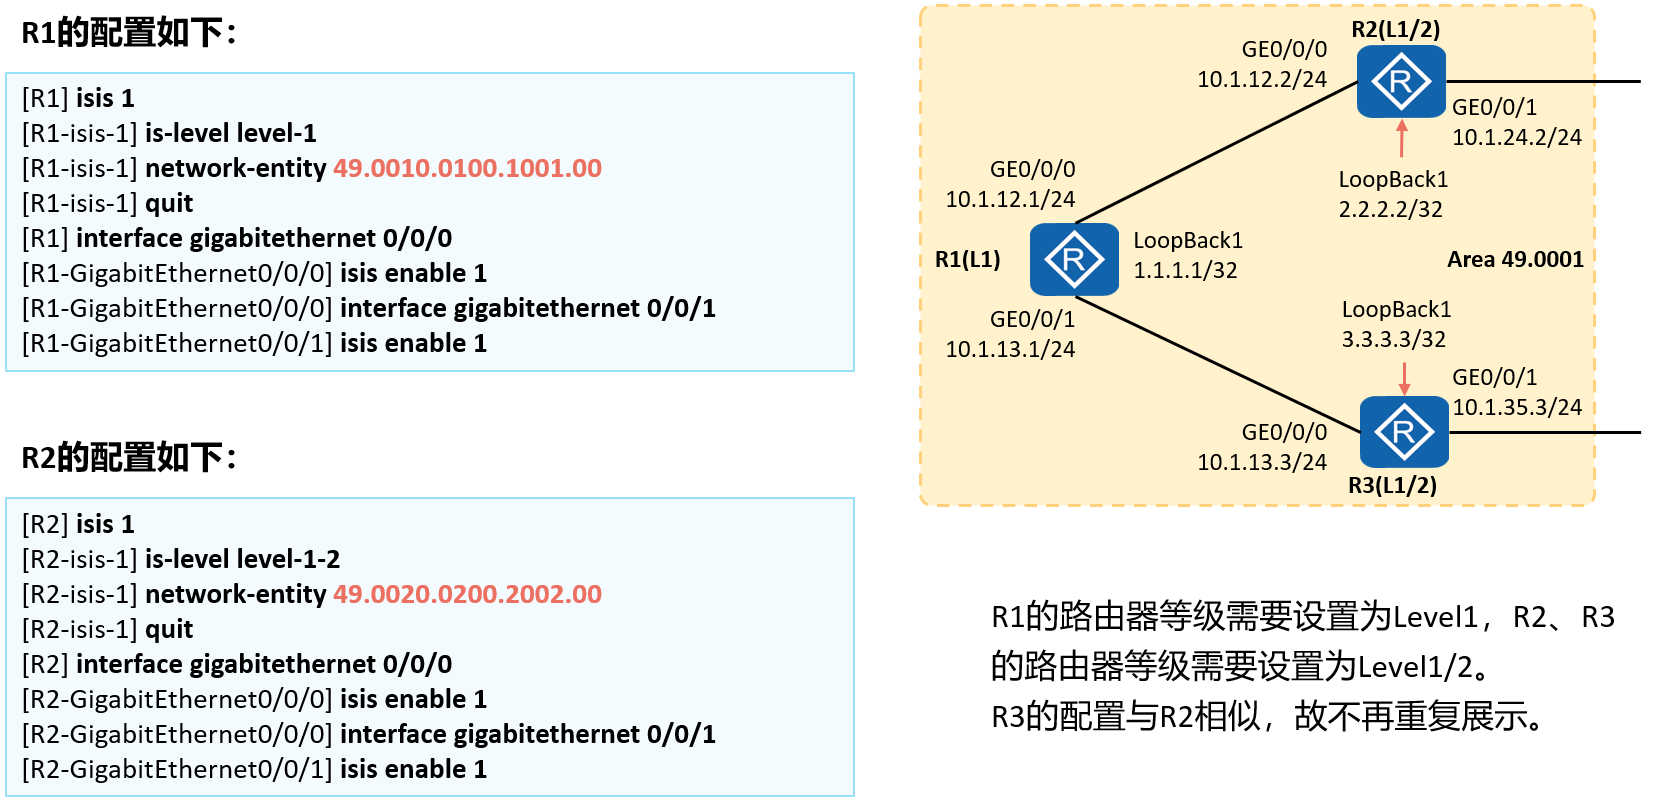 R1的配置如下：
[R1] isis 1
[R1-isis-1] is-level level-1
[R1-isis-1] network-entity 49.0010.0100.1001.00
[R1-isis-1] quit
[R1] interface gigabitethernet 0/0/0
[R1-GigabitEthernet0/0/0] isis enable 1
[R1-GigabitEthernet0/0/0] interface gigabitethernet 0/0/1
[R1-GigabitEthernet0/0/1] isis enable 1
R2的配置如下：
[R2] isis 1
[R2-isis-1] is-level level-1-2
[R2-isis-1] network-entity 49.0020.0200.2002.00
[R2-isis-1] quit
[R2] interface gigabitethernet 0/0/0
[R2-GigabitEthernet0/0/0] isis enable 1
[R2-GigabitEthernet0/0/0] interface gigabitethernet 0/0/1
[R2-GigabitEthernet0/0/1] isis enable 1
R2(L1/2)
GE0/0/0
10.1.12.2/24
R
GE0/0/1
10.1.24.2/24
LoopBack1
2.2.2.2/32
GE0/0/0
10.1.12.1/24
R1(L1)
R
LoopBack1
1.1.1.1/32
Area 49.0001
GE0/0/1
10.1.13.1/24
LoopBack1
3.3.3.3/32
GE0/0/1
10.1.35.3/24
GE0/0/0
10.1.13.3/24
R
R3(L1/2)
R1的路由器等级需要设置为Level1，R2、R3
的路由器等级需要设置为Level1/2。
R3的配置与R2相似，故不再重复展示。